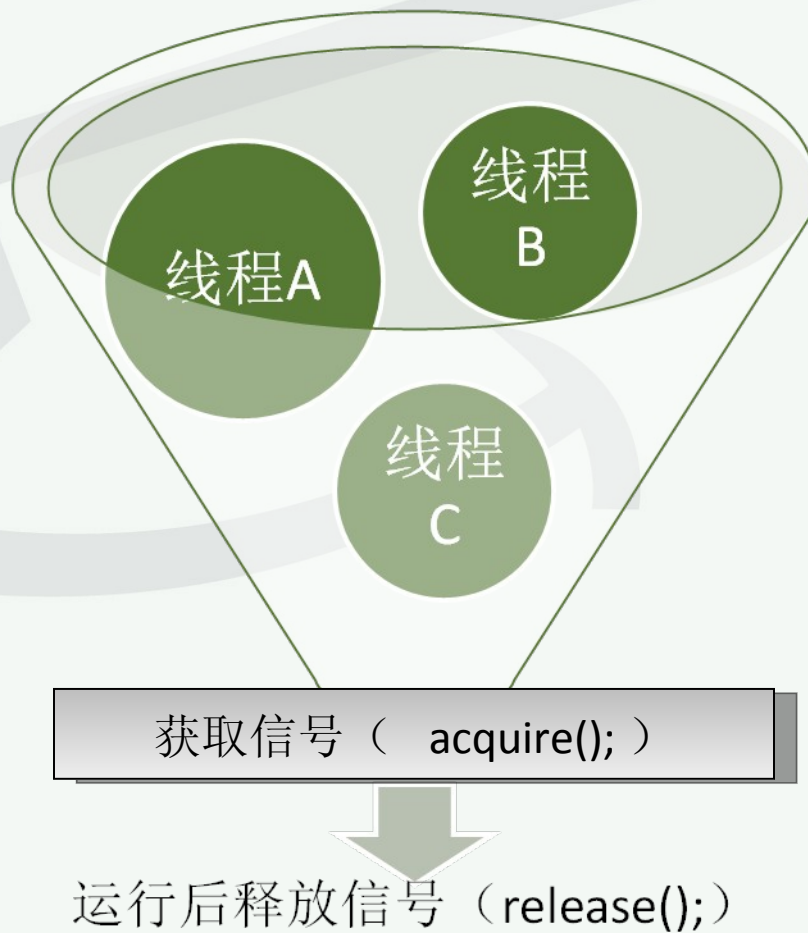 线程
B
线程A
线程
C
获取信号（ acquire(); ）
运行后释放信号（release();）